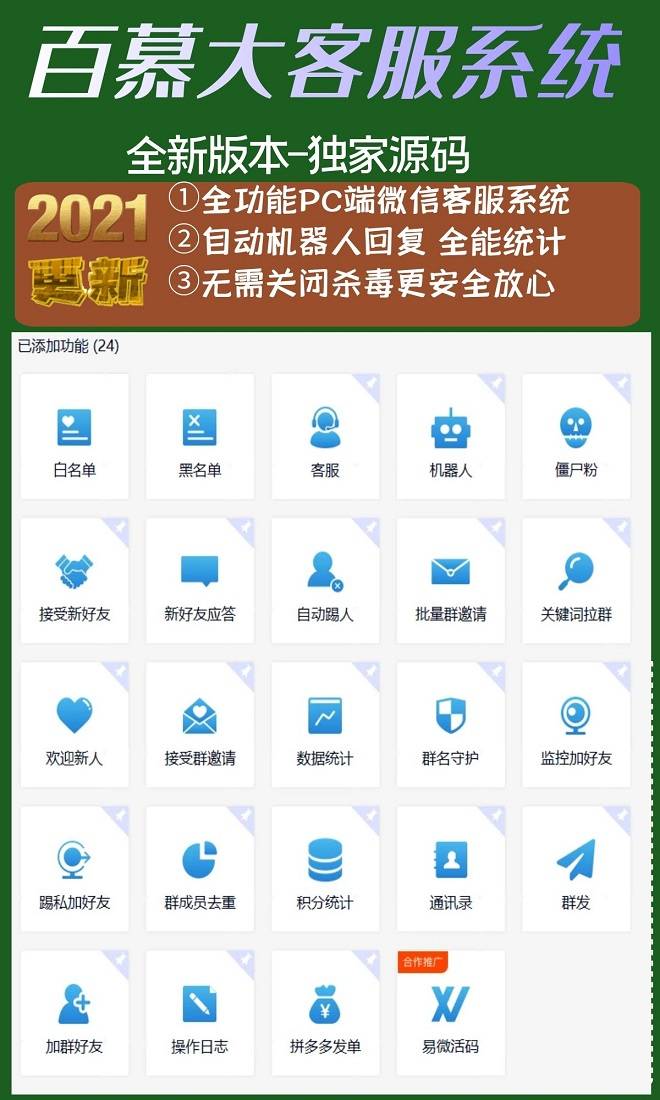 百慕大客服系统
全新版本-独家源码
2021
更新
①全功能PC端微信客服系统
②自动机器人回复 全能统计
③无需关闭杀毒更安全放心
已添加功能 (24)
白名单
黑名单
客服
机器人
僵尸粉
接受新好友
新好友应答
自动踢人
批量群邀请
关键词拉群
欢迎新人
接受群邀请
数据统计
群名守护
监控加好友
踢私加好友
群成员去重
积分统计
通讯录
群发
加群好友
操作日志
拼多多发单
合作推广
易微活码